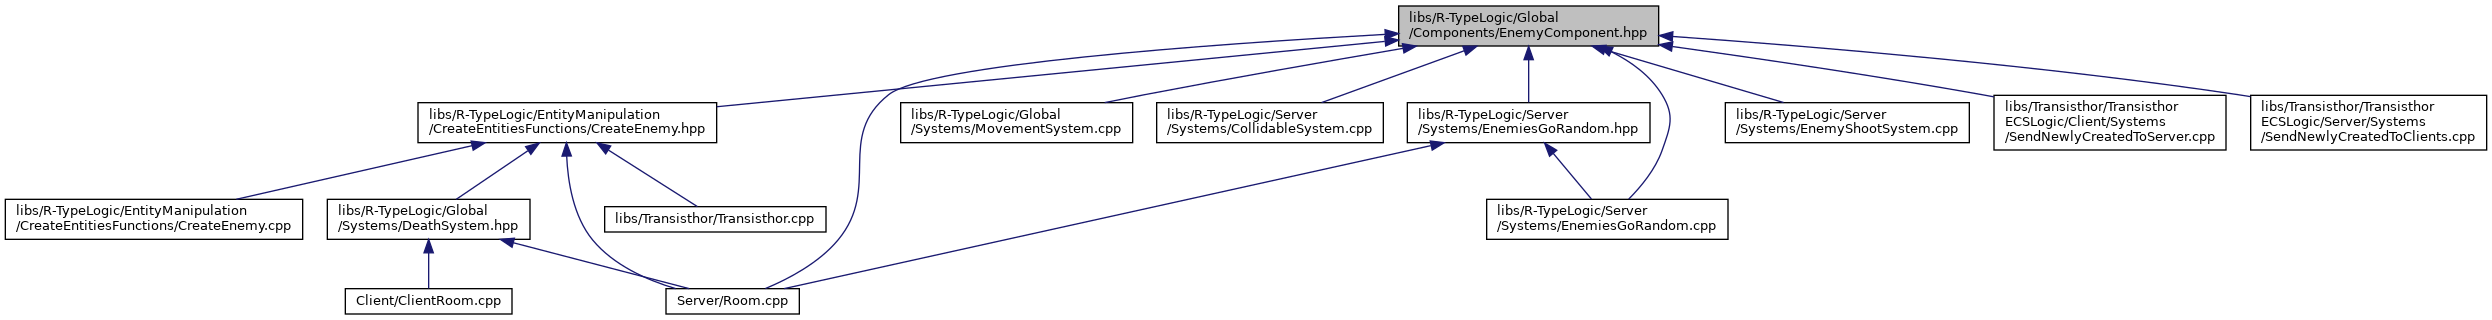 libs/R-TypeLogic/Global
/Components/EnemyComponent.hpp
libs/R-TypeLogic/EntityManipulation
/CreateEntitiesFunctions/CreateEnemy.hpp
libs/R-TypeLogic/Global
/Systems/MovementSystem.cpp
libs/R-TypeLogic/Server
/Systems/CollidableSystem.cpp
libs/R-TypeLogic/Server
/Systems/EnemiesGoRandom.hpp
libs/R-TypeLogic/Server
/Systems/EnemyShootSystem.cpp
libs/Transisthor/Transisthor
ECSLogic/Client/Systems
/SendNewlyCreatedToServer.cpp
libs/Transisthor/Transisthor
ECSLogic/Server/Systems
/SendNewlyCreatedToClients.cpp
libs/R-TypeLogic/EntityManipulation
/CreateEntitiesFunctions/CreateEnemy.cpp
libs/R-TypeLogic/Global
/Systems/DeathSystem.hpp
libs/Transisthor/Transisthor.cpp
libs/R-TypeLogic/Server
/Systems/EnemiesGoRandom.cpp
Client/ClientRoom.cpp
Server/Room.cpp